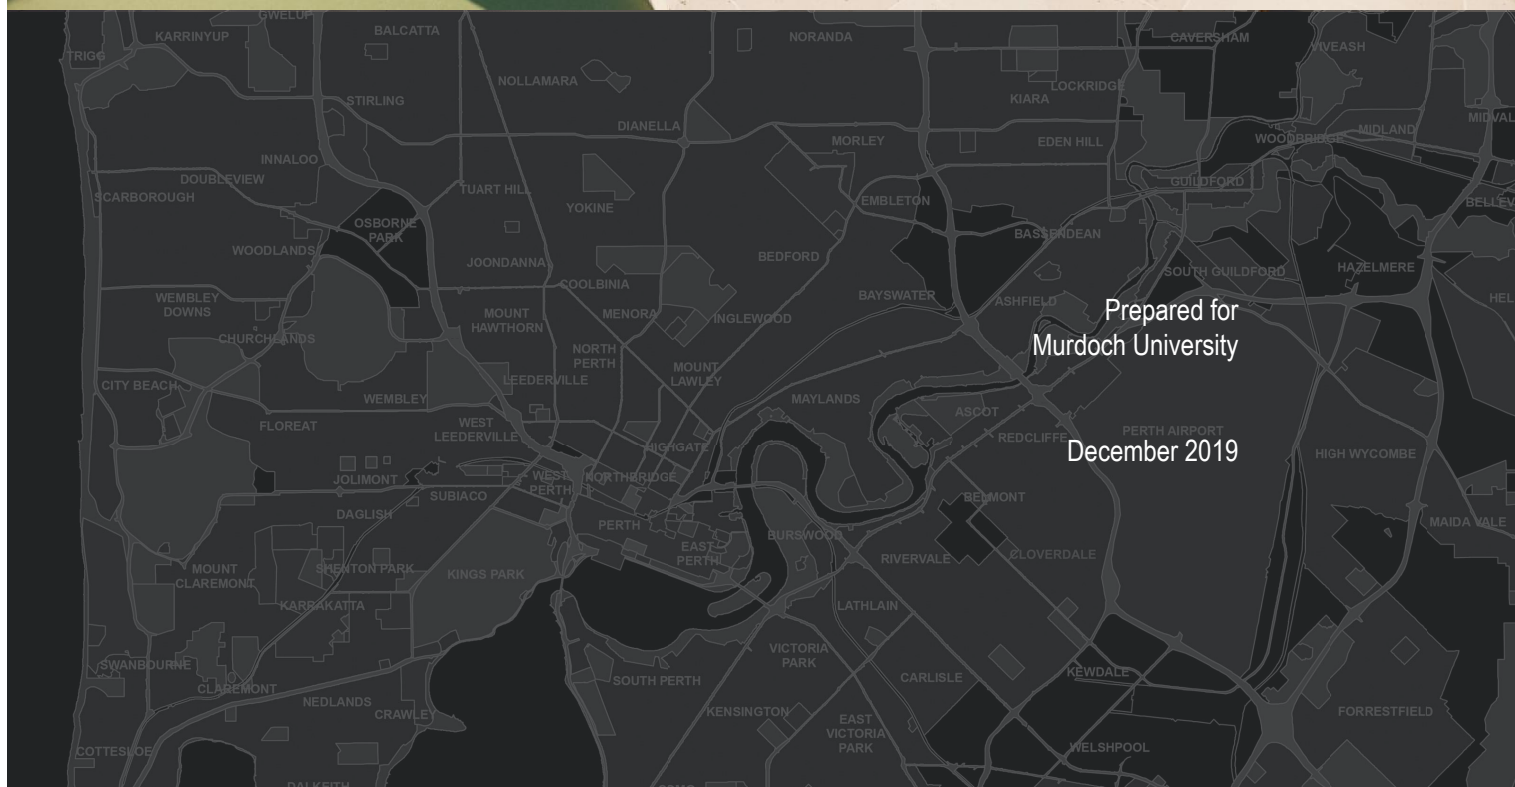 GWELUP
KARRINYUP
BALCATTA
NORANDA
CAVERSHAM
VIVEASH
TRIGG
NOLLAMARA
LOCKRIDGE
KIARA
STIRLING
DIANELLA
MORLEY
EDEN HILL
WOODBRIDGE
MIDLAND
MIDVAL
INNALOO
DOUBLEVIEW
SCARBOROUGH
TUART HILL
YOKINE
EMBLETON
GUILDFORD
BELLEV
OSBORNE
PARK
WOODLANDS
JOONDANNA
BEDFORD
BASSENDEAN
SOUTH GUILDFORD
HAZELMERE
COOLBINIA
WEMBLEY
DOWNS
MOUNT
HAWTHORN
MENORA
INGLEWOOD
BAYSWATER
ASHFIELD
HEL
Prepared for
Murdoch University
CHURCHLANDS
NORTH
PERTH
MOUNT
LAWLEY
CITY BEACH
LEEDERVILLE
WEMBLEY
MAYLANDS
ASCOT
FLOREAT
WEST
LEEDERVILLE
HIGHGATE
REDCLIFFE
PERTH AIRPORT
December 2019
HIGH WYCOMBE
JOLIMONT
SUBIACO
WEST
PERTH
NORTHBRIDGE
BELMONT
DAGLISH
PERTH
EAST
PERTH
BURSWOOD
RIVERVALE
CLOVERDALE
MAIDA VALE
MOUNT
CLAREMONT
SHENTON PARK
KINGS PARK
KARRAKATTA
LATHLAIN
SWANBOURNE
CLAREMONT
NEDLANDS
CRAWLEY
SOUTH PERTH
VICTORIA
PARK
CARLISLE
KEWDALE
KENSINGTON
EAST
VICTORIA
PARK
FORRESTFIELD
COTTESLOE
WELSHPOOL
DALKEITH